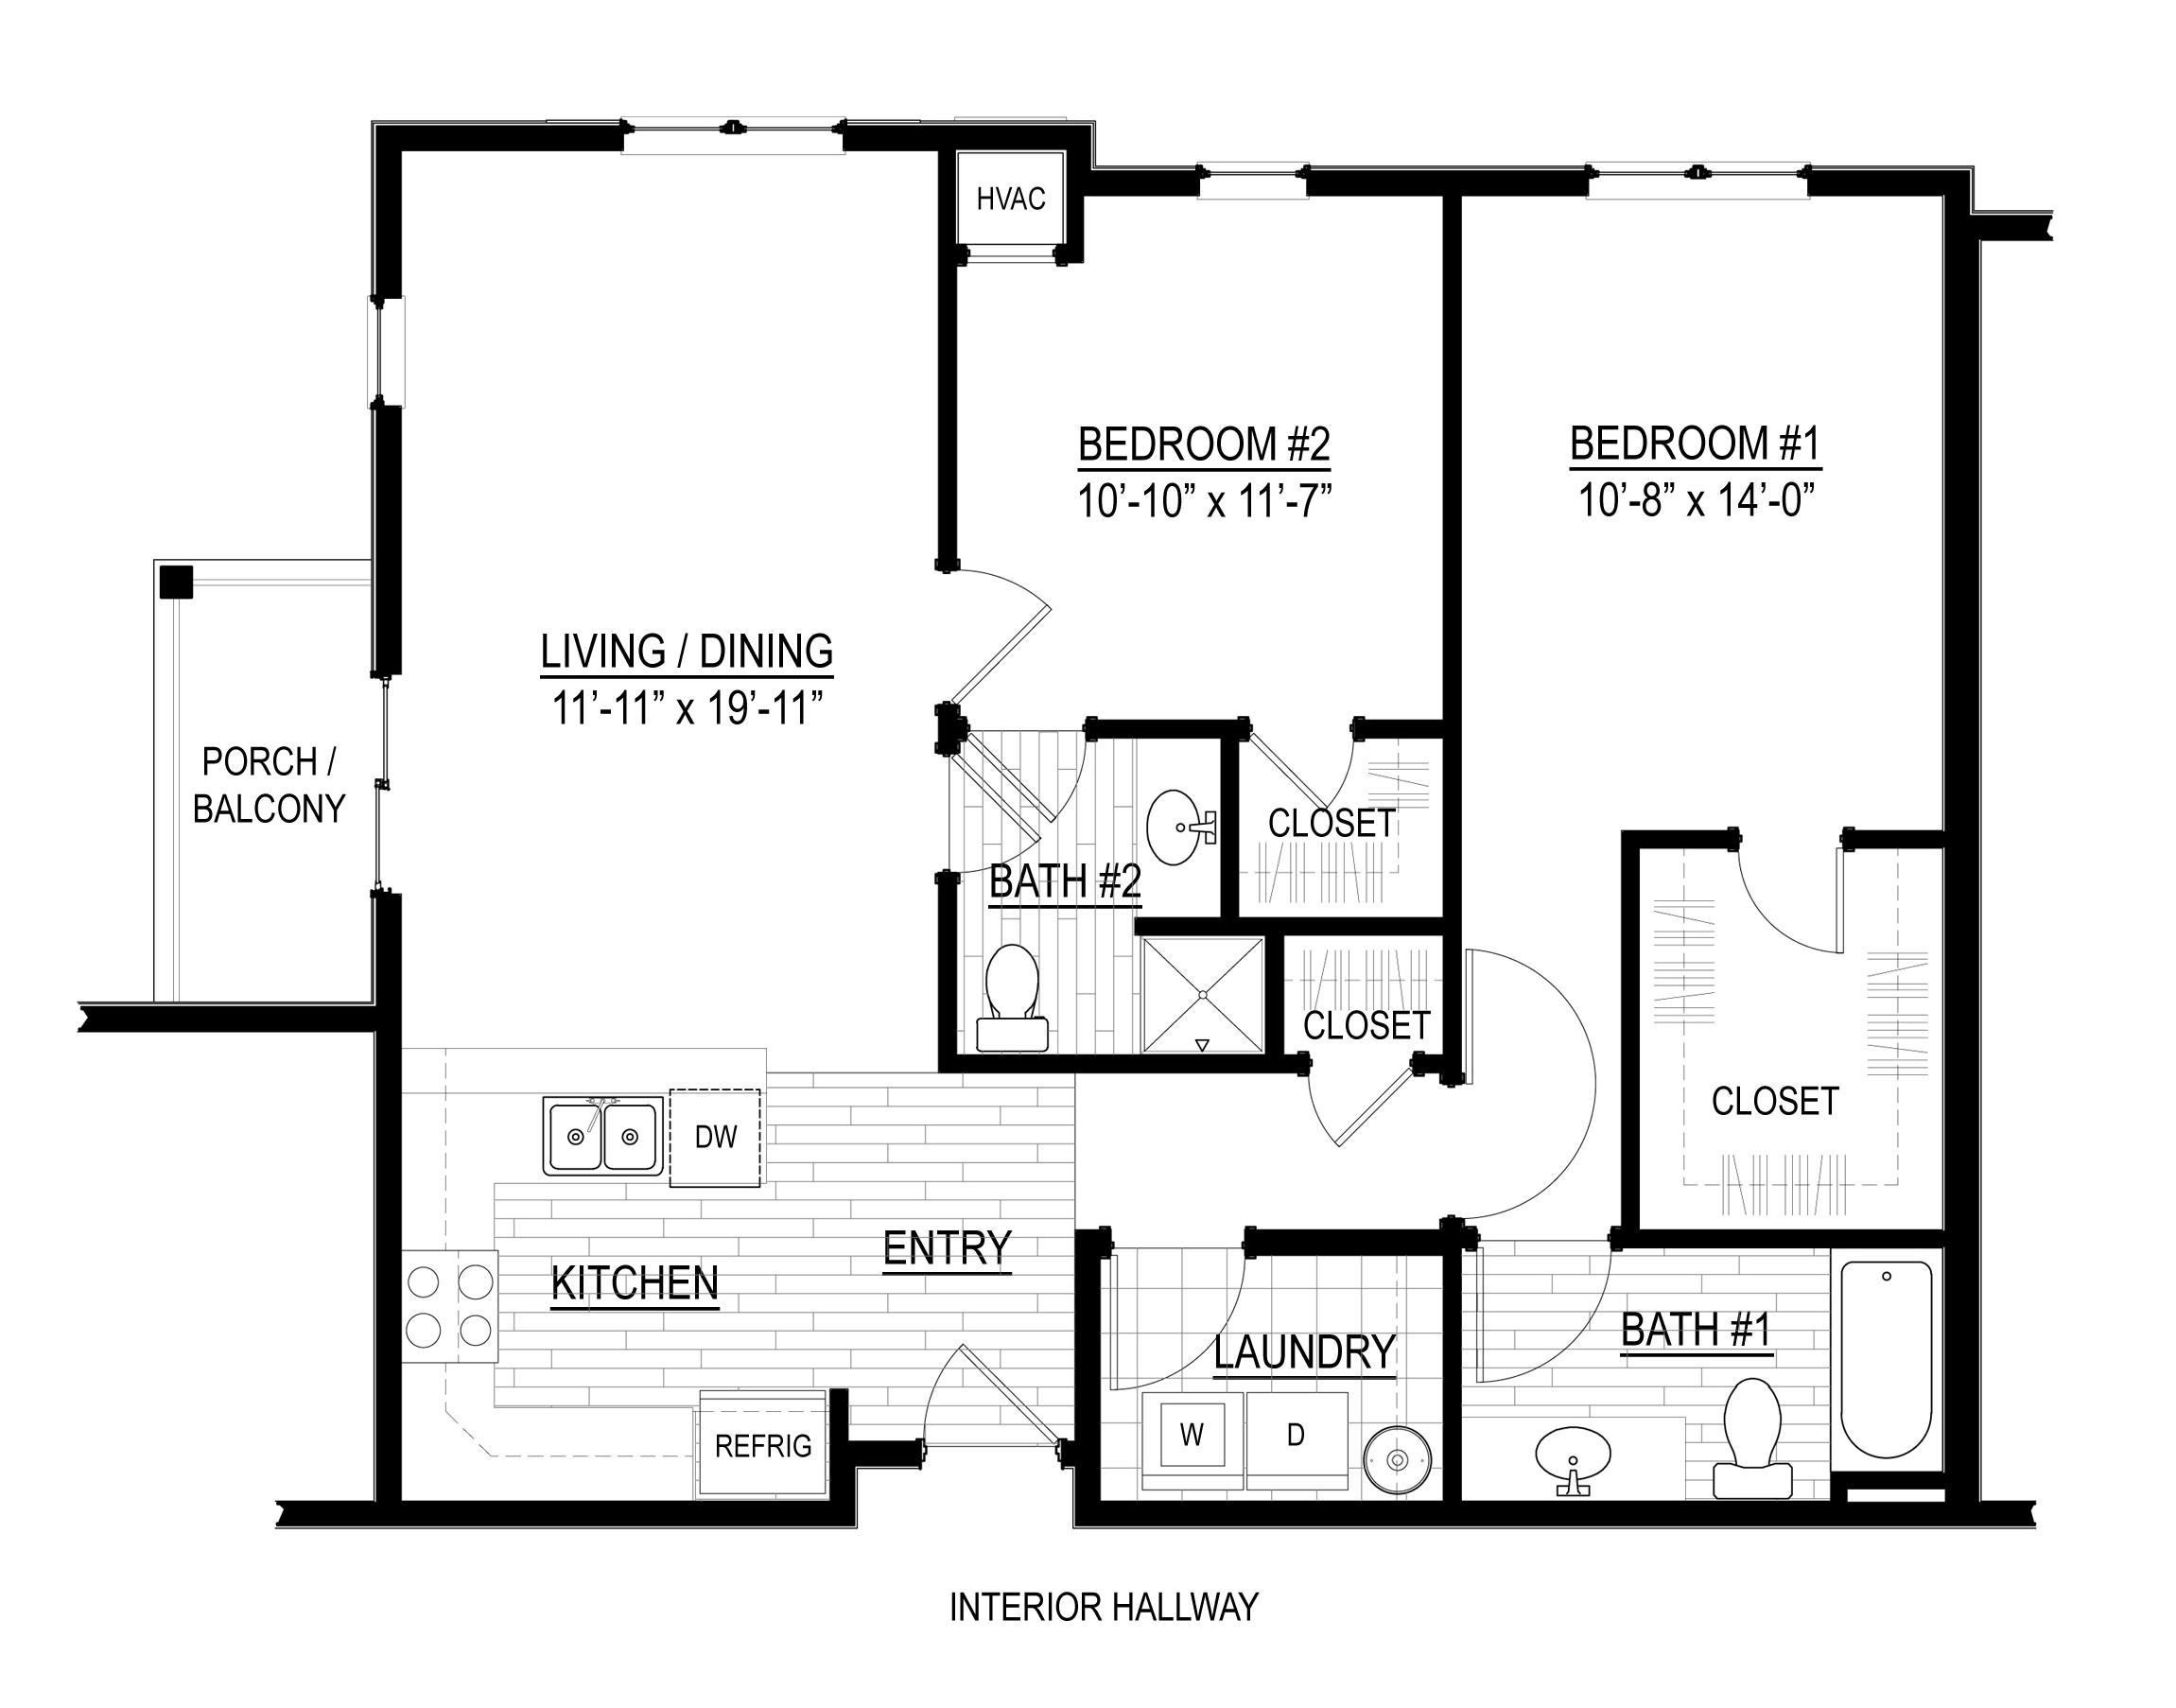 HVAC
BEDROOM #2
10’-10” x 11’-7”
BEDROOM #1
10’-8” x 14’-0”
LIVING / DINING
11’-11” x 19’-11”
PORCH /
BALCONY
CLOSET
BATH #2
CLOSET
CLOSET
DW
ENTRY
KITCHEN
LAUNDRY
BATH #1
REFRIG
W
D
INTERIOR HALLWAY